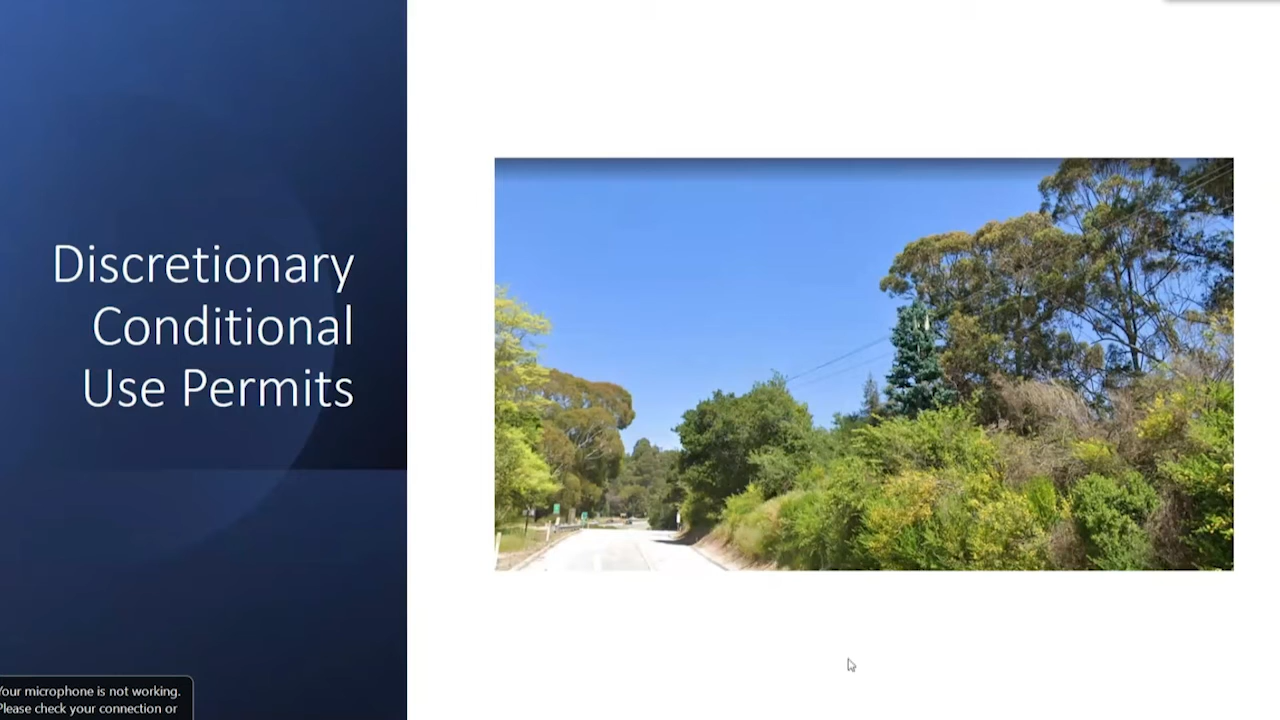 Discretionary
Conditional
Use Permits
Your microphone is not working.
Please check your connection or